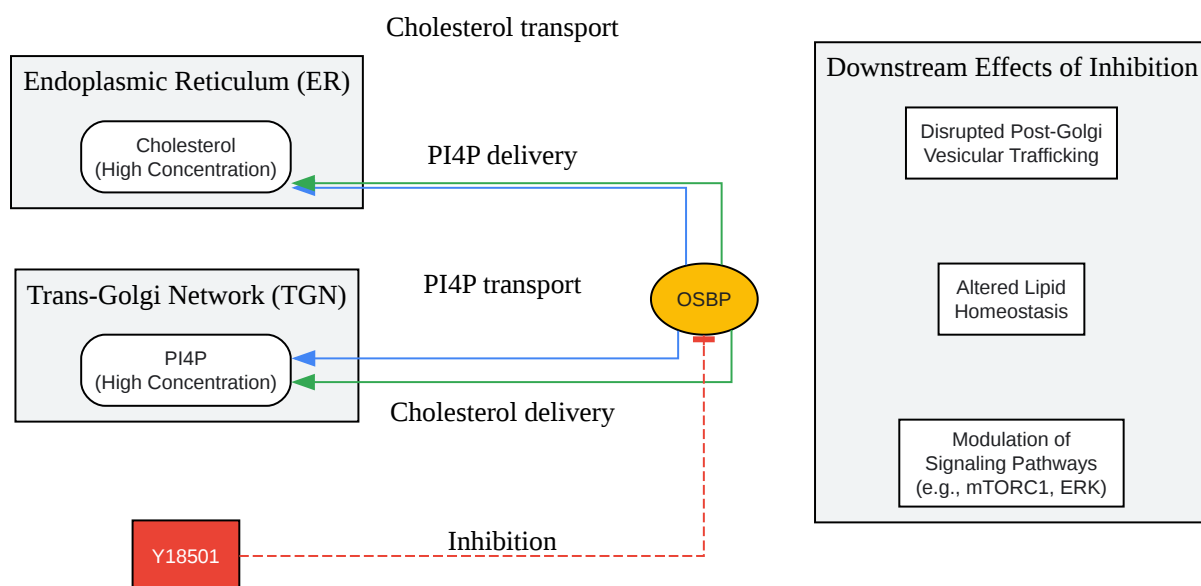 Cholesterol transport
Endoplasmic Reticulum (ER)
Cholesterol
(High Concentration)
PI4P delivery
Trans-Golgi Network (TGN)
PI4P transport
PI4P
(High Concentration)
OSBP
Cholesterol delivery
Y18501
Inhibition
Downstream Effects of Inhibition
Disrupted Post-Golgi
Vesicular Trafficking
Altered Lipid
Homeostasis
Modulation of
Signaling Pathways
(e.g., mTORC1, ERK)